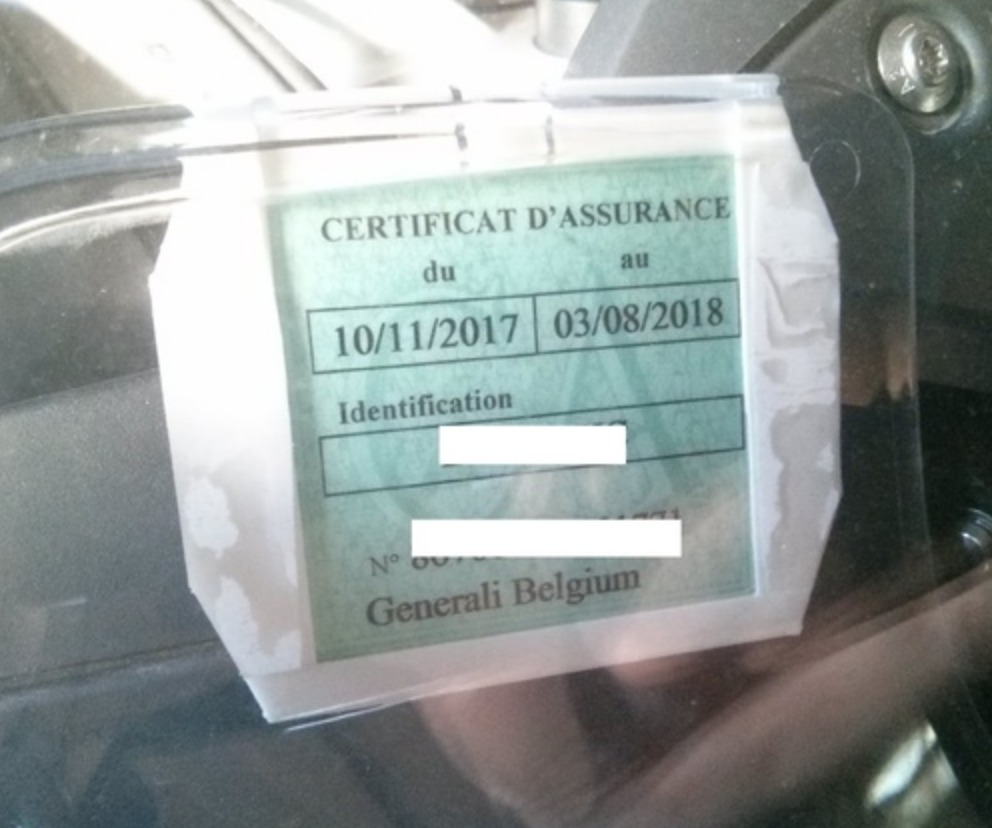 CERTIFICAT D'ASSURANCE
du au
10/11/2017 03/08/2018
Identification
N°
Generali Belgium